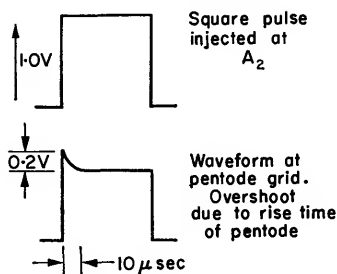 Square pulse
injected at
A2
1·0V
0·2V
Waveform at
pentode grid.
Overshoot
due to rise time
of pentode
10 μ sec